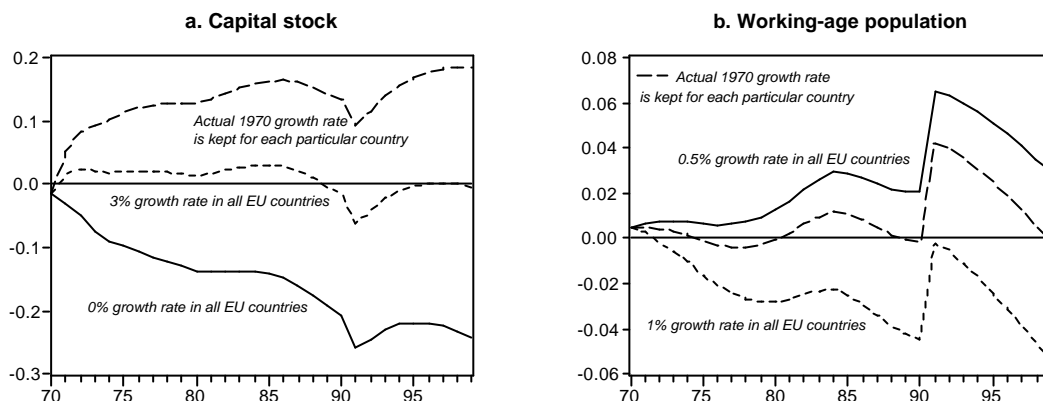 a. Capital stock
0.2
0.1
0.0
-0.1
-0.2
-0.3
Actual 1970 growth rate
is kept for each particular country
3% growth rate in all EU countries
0% growth rate in all EU countries
70 75 80 85 90 95
b. Working-age population
0.08
0.06
0.04
0.02
0.00
-0.02
-0.04
-0.06
Actual 1970 growth rate
is kept for each particular country
0.5% growth rate in all EU countries
1% growth rate in all EU countries
70 75 80 85 90 95